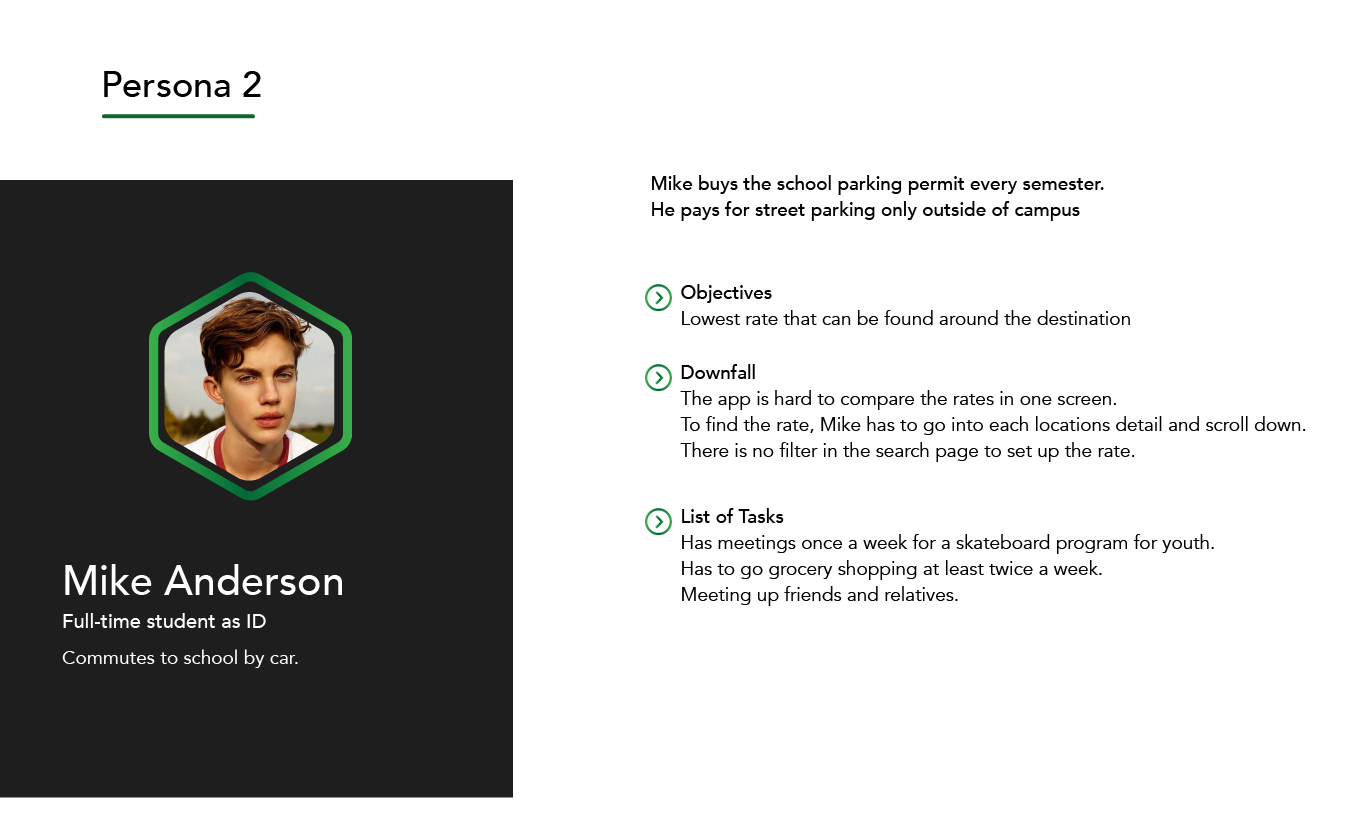 Persona 2
Mike Anderson
Full-time student as ID
Commutes to school by car.
Mike buys the school parking permit every semester.
He pays for street parking only outside of campus
Objectives
Lowest rate that can be found around the destination
Downfall
The app is hard to compare the rates in one screen.
To find the rate, Mike has to go into each locations detail and scroll down.
There is no filter in the search page to set up the rate.
List of Tasks
Has meetings once a week for a skateboard program for youth.
Has to go grocery shopping at least twice a week.
Meeting up friends and relatives.